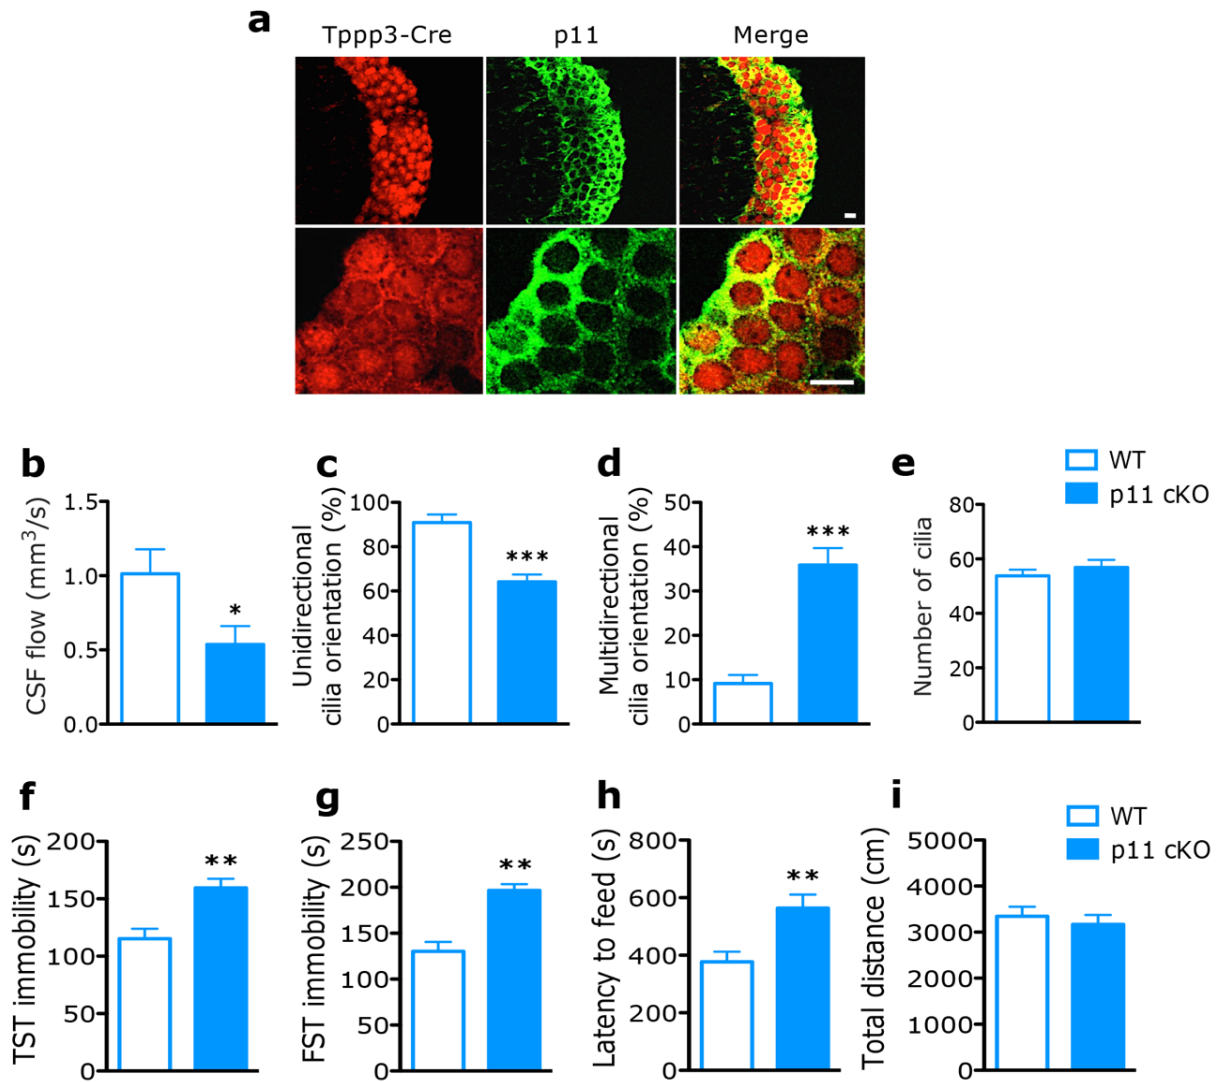 a
Tppp3-Cre p11 Merge
b c d e
WT
p11 cKO
CSF flow (mm³/s)
1.5
1.0
0.5
0.0
*
Unidirectional
cilia orientation (%)
100
80
60
40
20
0
***
Multidirectional
cilia orientation (%)
50
40
30
20
10
0
***
Number of cilia
80
60
40
20
0
f g h i
WT
p11 cKO
TST immobility (s)
200
150
100
50
0
**
FST immobility (s)
250
200
150
100
50
0
**
Latency to feed (s)
800
600
400
200
0
**
Total distance (cm)
5000
4000
3000
2000
1000
0